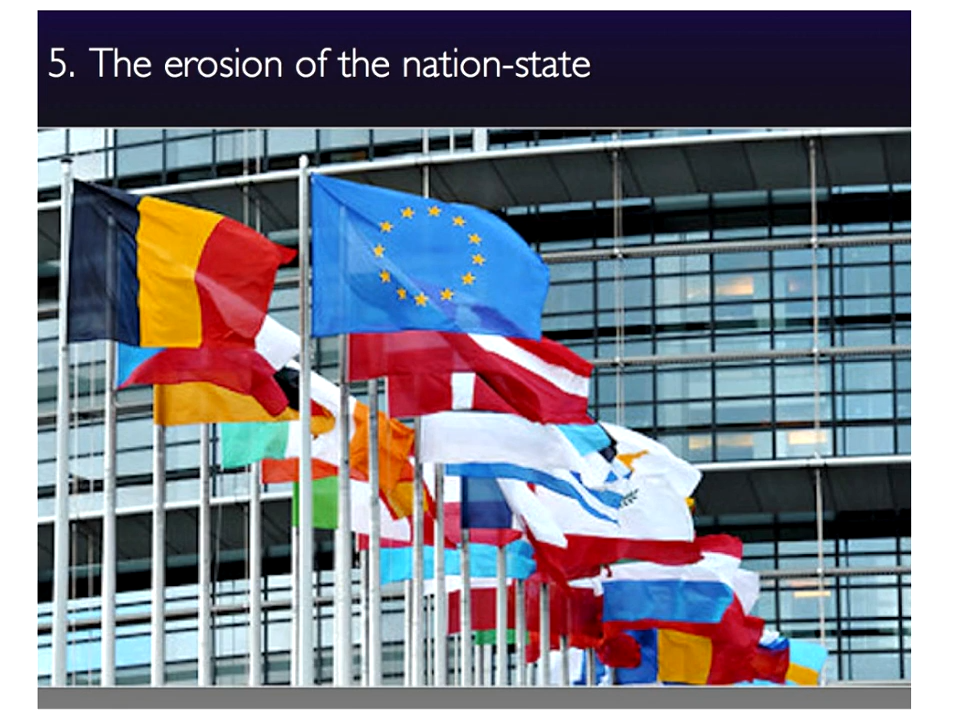 5. The erosion of the nation-state